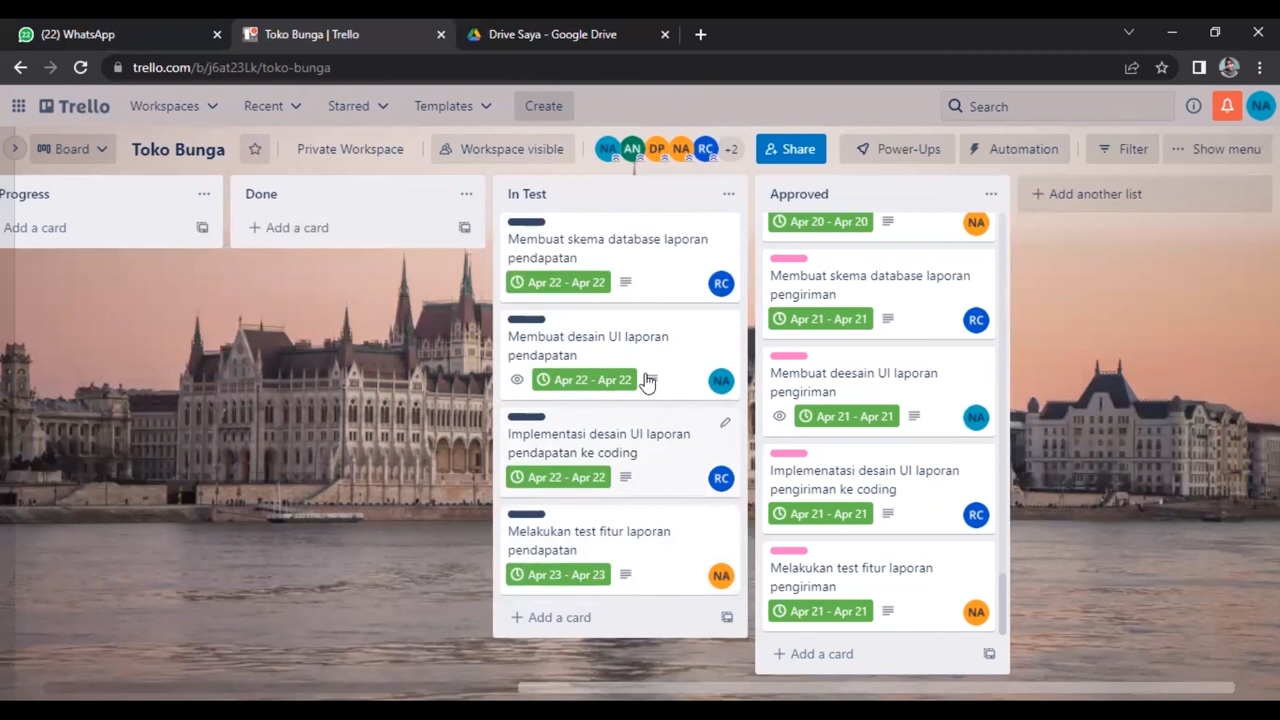 (22) WhatsApp
Toko Bunga | Trello
Drive Saya - Google Drive
trello.com/b/j6at23Lk/toko-bunga
Trello
Workspaces
Recent
Starred
Templates
Create
Search
NA
Board
Toko Bunga
Private Workspace
Workspace visible
NA
AN
DP
NA
RC
+2
Share
Power-Ups
Automation
Filter
Show menu
Progress
Add a card
Done
Add a card
In Test
Membuat skema database laporan
pendapatan
Apr 22 - Apr 22
RC
Membuat desain UI laporan
pendapatan
Apr 22 - Apr 22
NA
Implementasi desain UI laporan
pendapatan ke coding
Apr 22 - Apr 22
RC
Melakukan test fitur laporan
pendapatan
Apr 23 - Apr 23
NA
Add a card
Approved
Apr 20 - Apr 20
NA
Membuat skema database laporan
pengiriman
Apr 21 - Apr 21
RC
Membuat deesain UI laporan
pengiriman
Apr 21 - Apr 21
NA
Implemenatasi desain UI laporan
pengiriman ke coding
Apr 21 - Apr 21
RC
Melakukan test fitur laporan
pengiriman
Apr 21 - Apr 21
NA
Add a card
Add another list